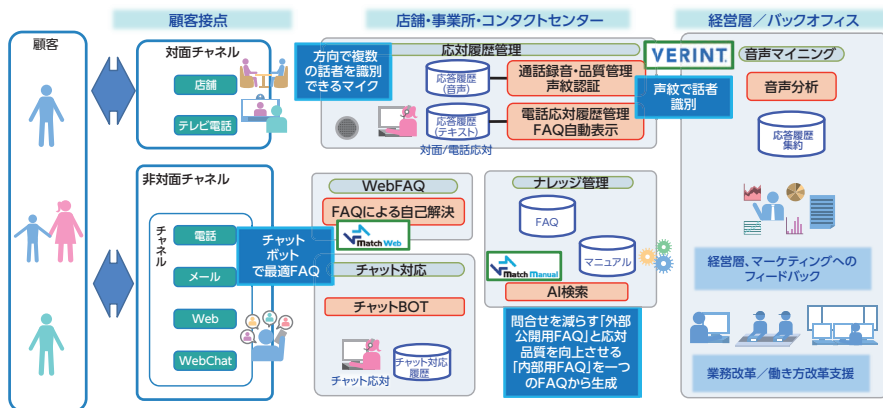 顧客接点
店舗・事業所・コンタクトセンター
経営層／バックオフィス
顧客
対面チャネル
店舗
テレビ電話
方向で複数
の話者を識別
できるマイク
応対履歴管理
応答履歴
(音声)
通話録音・品質管理
声紋認証
応答履歴
(テキスト)
電話応対履歴管理
FAQ自動表示
対面/電話応対
VERINT.
声紋で話者
識別
音声マイニング
音声分析
応答履歴
集約
非対面チャネル
チャネル
電話
メール
Web
WebChat
チャット
ボット
で最適FAQ
WebFAQ
FAQによる自己解決
Match Web
チャット対応
チャットBOT
チャット応対
チャット対応
履歴
ナレッジ管理
FAQ
マニュアル
Match Manual
AI検索
問合せを減らす「外部
公開用FAQ」と応対
品質を向上させる
「内部用FAQ」を一つ
のFAQから生成
経営層、マーケティングへの
フィードバック
業務改革／働き方改革支援